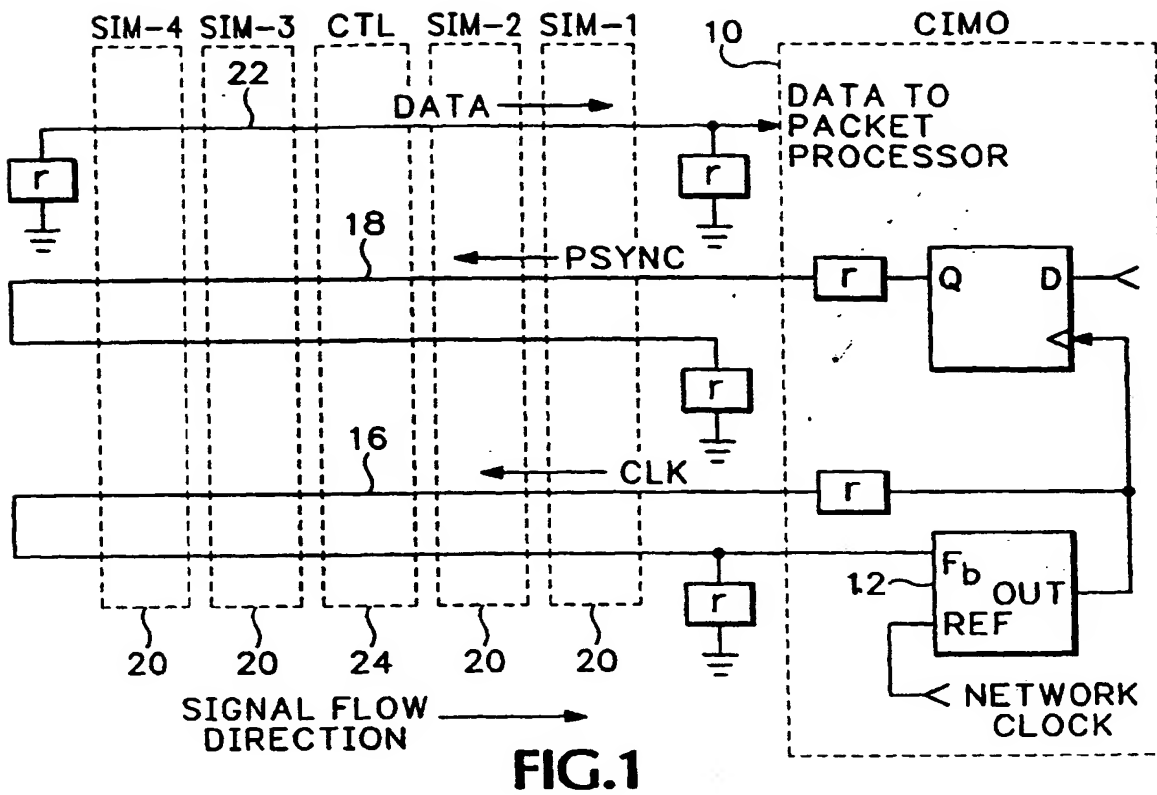 SIM-4 SIM-3 CTL SIM-2 SIM-1 10 CIMO
22
DATA
DATA TO
PACKET
PROCESSOR
r
r
18
PSYNC
r
Q D
r
16
CLK
r
12
Fb
OUT
REF
r
20 20 24 20 20
NETWORK
CLOCK
SIGNAL FLOW
DIRECTION
FIG.1